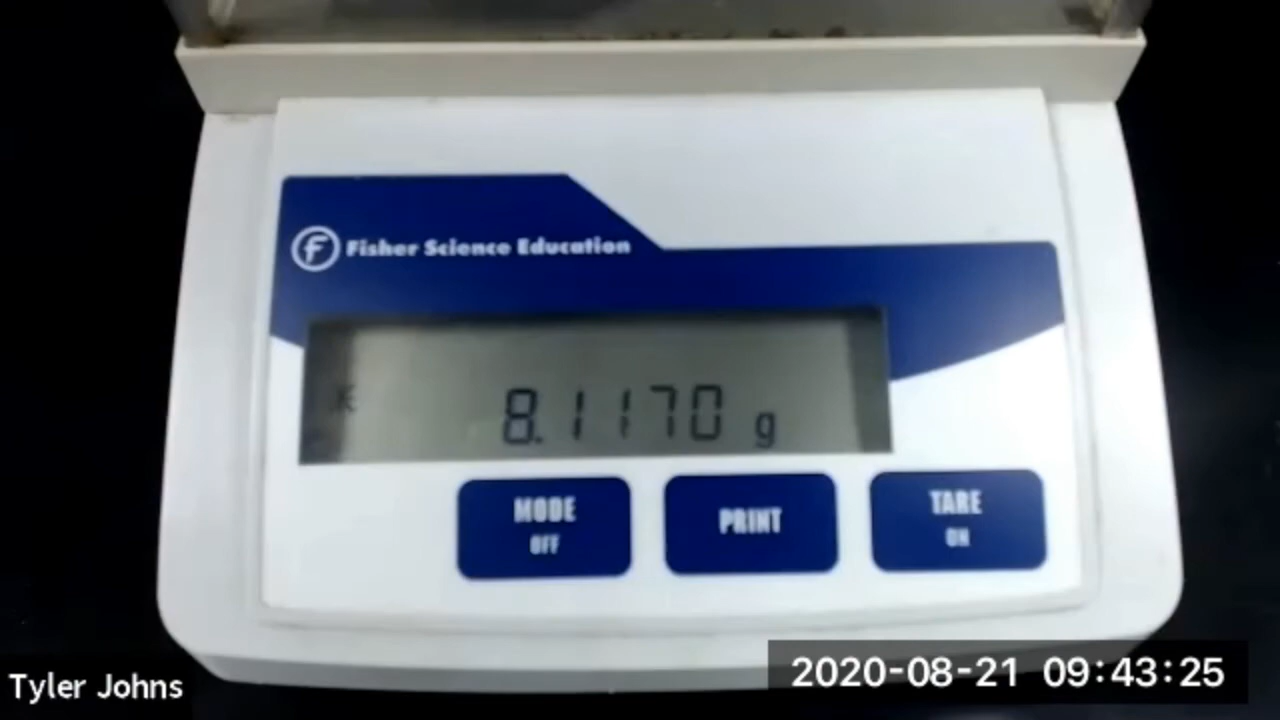 Fisher Science Education
8.1170 g
MODE
OFF
PRINT
TARE
ON
Tyler Johns
2020-08-21 09:43:25